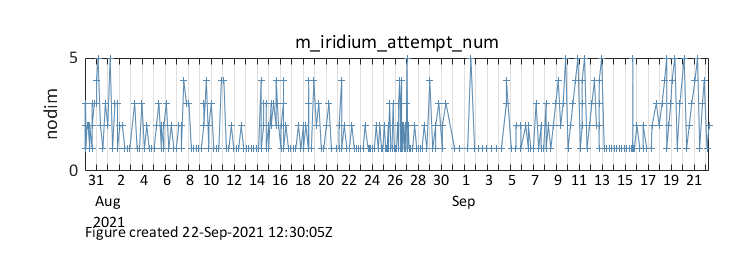 m_iridium_attempt_num
5
nodim
0
31 2 4 6 8 10 12 14 16 18 20 22 24 26 28 30 1 3 5 7 9 11 13 15 17 19 21
Aug Sep
2021
Figure created 22-Sep-2021 12:30:05Z